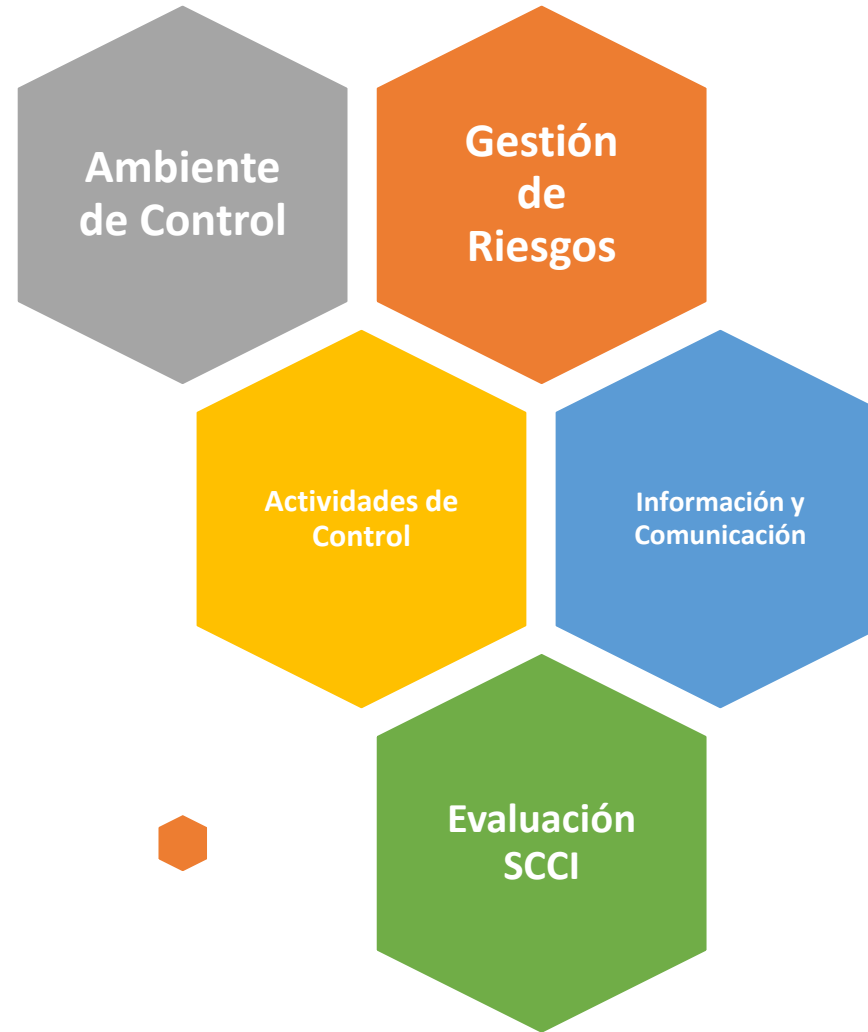 Ambiente
de Control
Gestión
de
Riesgos
Actividades de
Control
Información y
Comunicación
Evaluación
SCCI